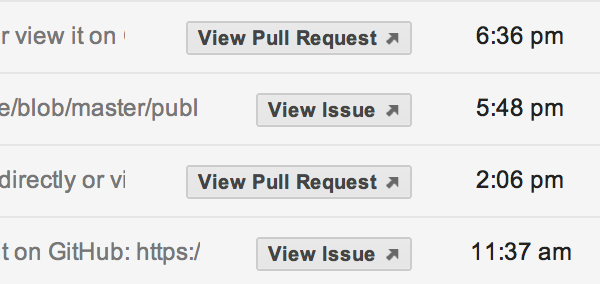 r view it on View Pull Request 6:36 pm
e/blob/master/publ View Issue 5:48 pm
directly or vi View Pull Request 2:06 pm
t on GitHub: https:/ View Issue 11:37 am